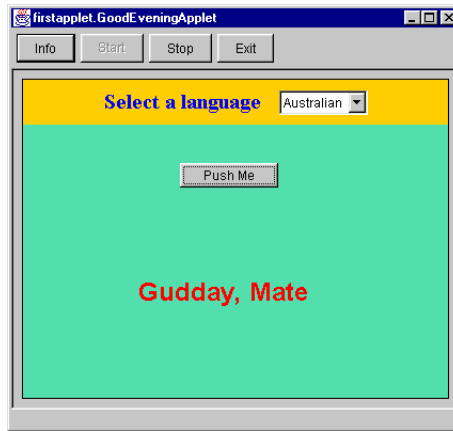 firstapplet.GoodEveningApplet
Info Start Stop Exit
Select a language Australian
Push Me
Gudday, Mate